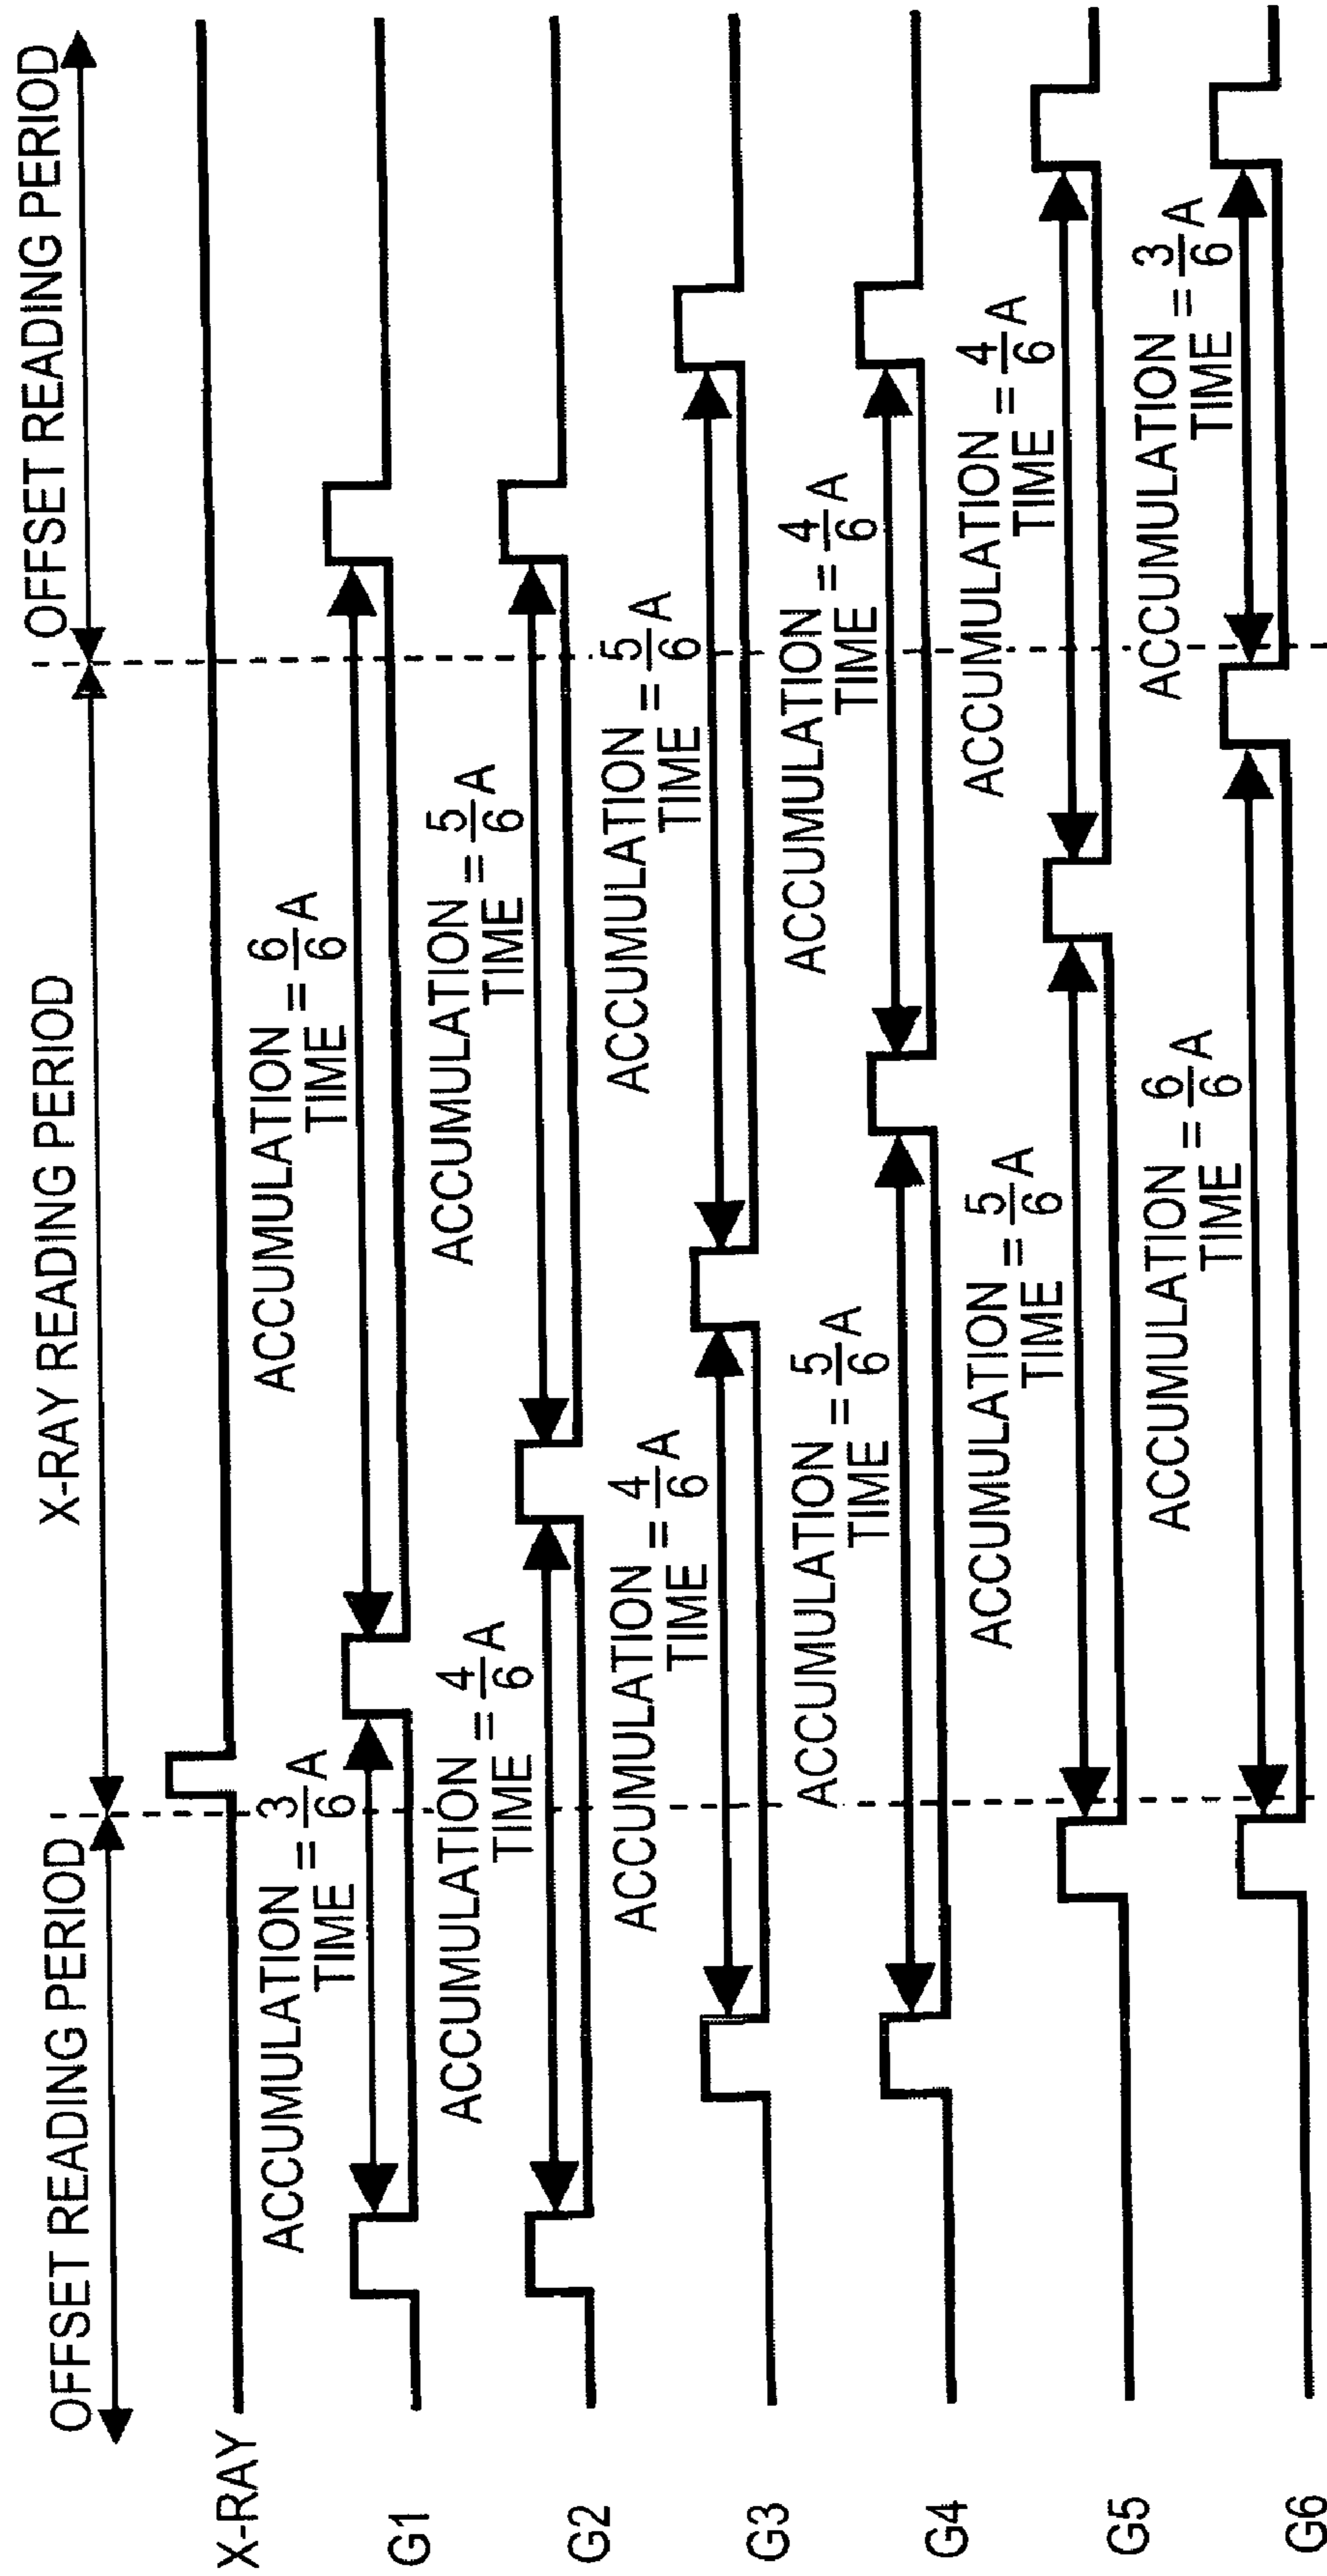 OFFSET READING PERIOD
X-RAY READING PERIOD
OFFSET READING PERIOD
X-RAY
G1
ACCUMULATION TIME = 3/6 A
ACCUMULATION TIME = 6/6 A
G2
ACCUMULATION TIME = 4/6 A
ACCUMULATION TIME = 5/6 A
G3
ACCUMULATION TIME = 4/6 A
ACCUMULATION TIME = 5/6 A
G4
ACCUMULATION TIME = 5/6 A
ACCUMULATION TIME = 4/6 A
G5
ACCUMULATION TIME = 5/6 A
ACCUMULATION TIME = 4/6 A
G6
ACCUMULATION TIME = 6/6 A
ACCUMULATION TIME = 3/6 A